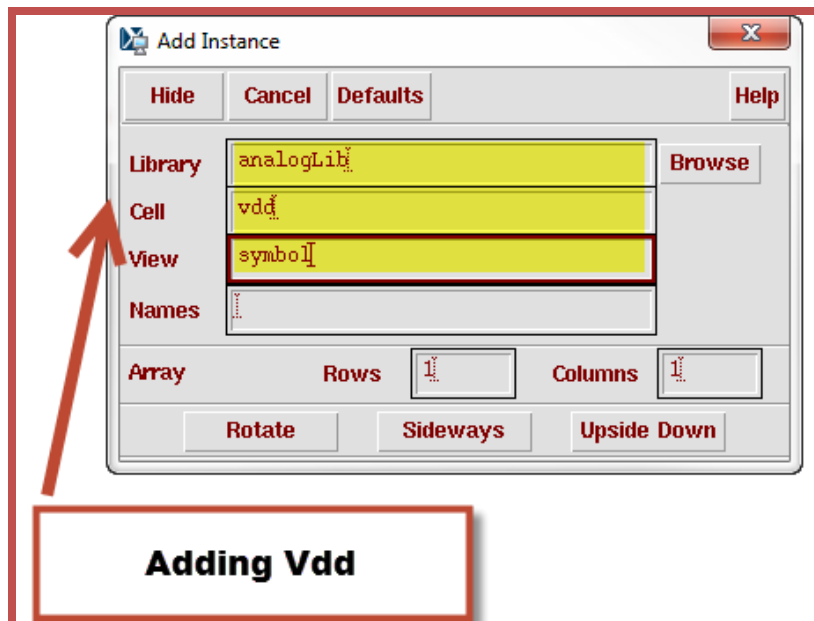 Add Instance
Hide Cancel Defaults Help
Library analogLib Browse
Cell vdd
View symbol
Names
Array Rows 1 Columns 1
Rotate Sideways Upside Down
Adding Vdd